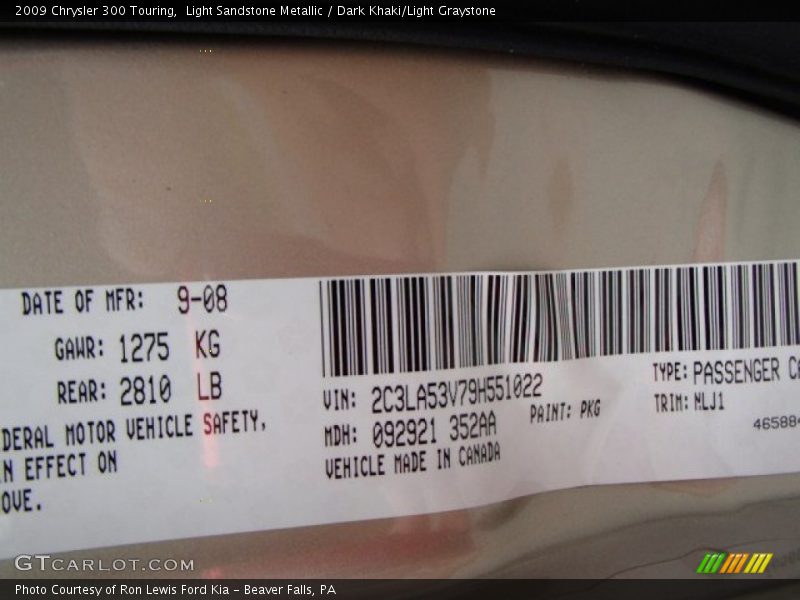 2009 Chrysler 300 Touring,  Light Sandstone Metallic / Dark Khaki/Light Graystone
DATE OF MFR: 9-08
GAWR: 1275 KG
REAR: 2810 LB
DERAL MOTOR VEHICLE SAFETY,
N EFFECT ON
OVE.
VIN: 2C3LA53V79H551022
MDH: 092921 352AA
PAINT: PKG
VEHICLE MADE IN CANADA
TYPE: PASSENGER
TRIM: MLJ1
46588
GTCARLOT.COM
Photo Courtesy of Ron Lewis Ford Kia – Beaver Falls, PA